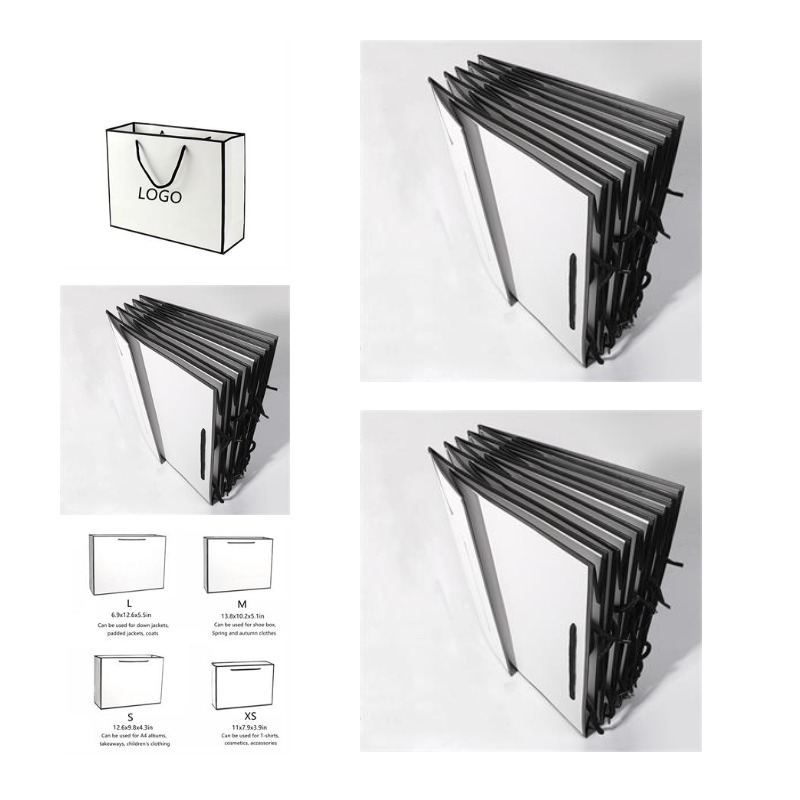 LOGO
L
6.9x12.6x5.5in
Can be used for down jackets,
padded jackets, coats
M
13.8x10.2x5.1in
Can be used for shoe box,
Spring and autumn clothes
S
12.6x9.8x4.3in
Can be used for A4 albums,
takeaways, children's clothing
XS
11x7.9x3.9in
Can be used for T-shirts,
cosmetics, accessories